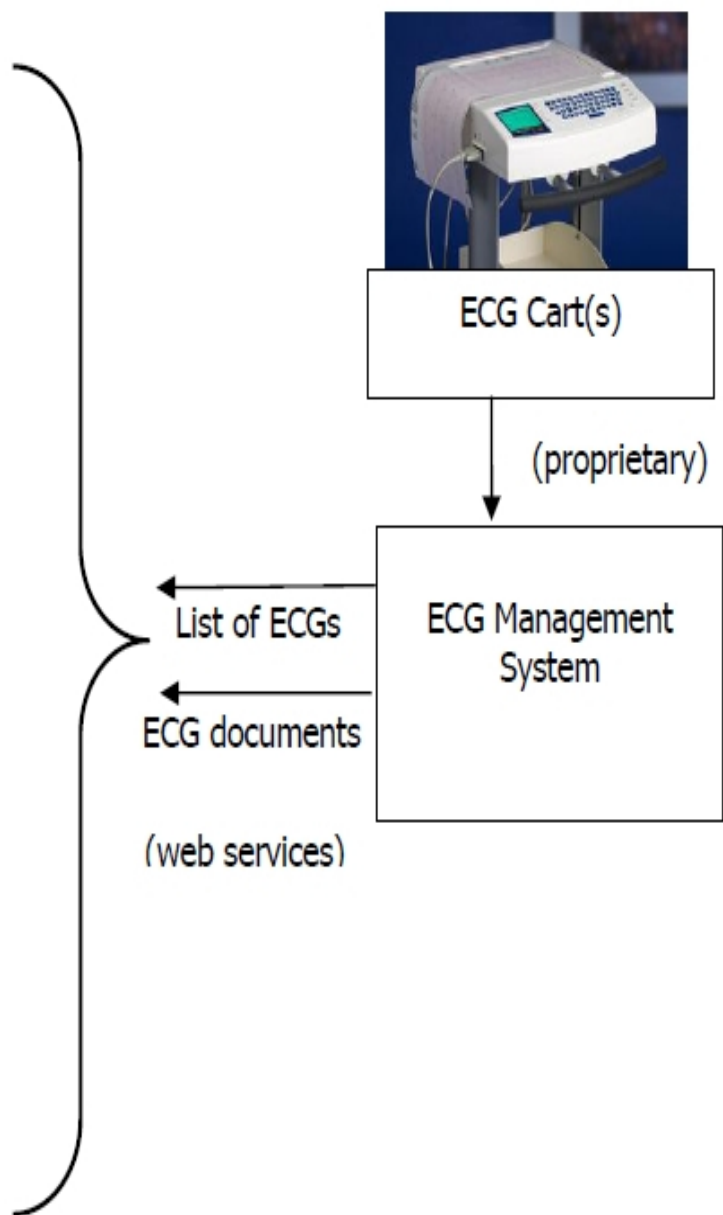 ECG Cart(s)
(proprietary)
List of ECGs
ECG Management
System
ECG documents
(web services)